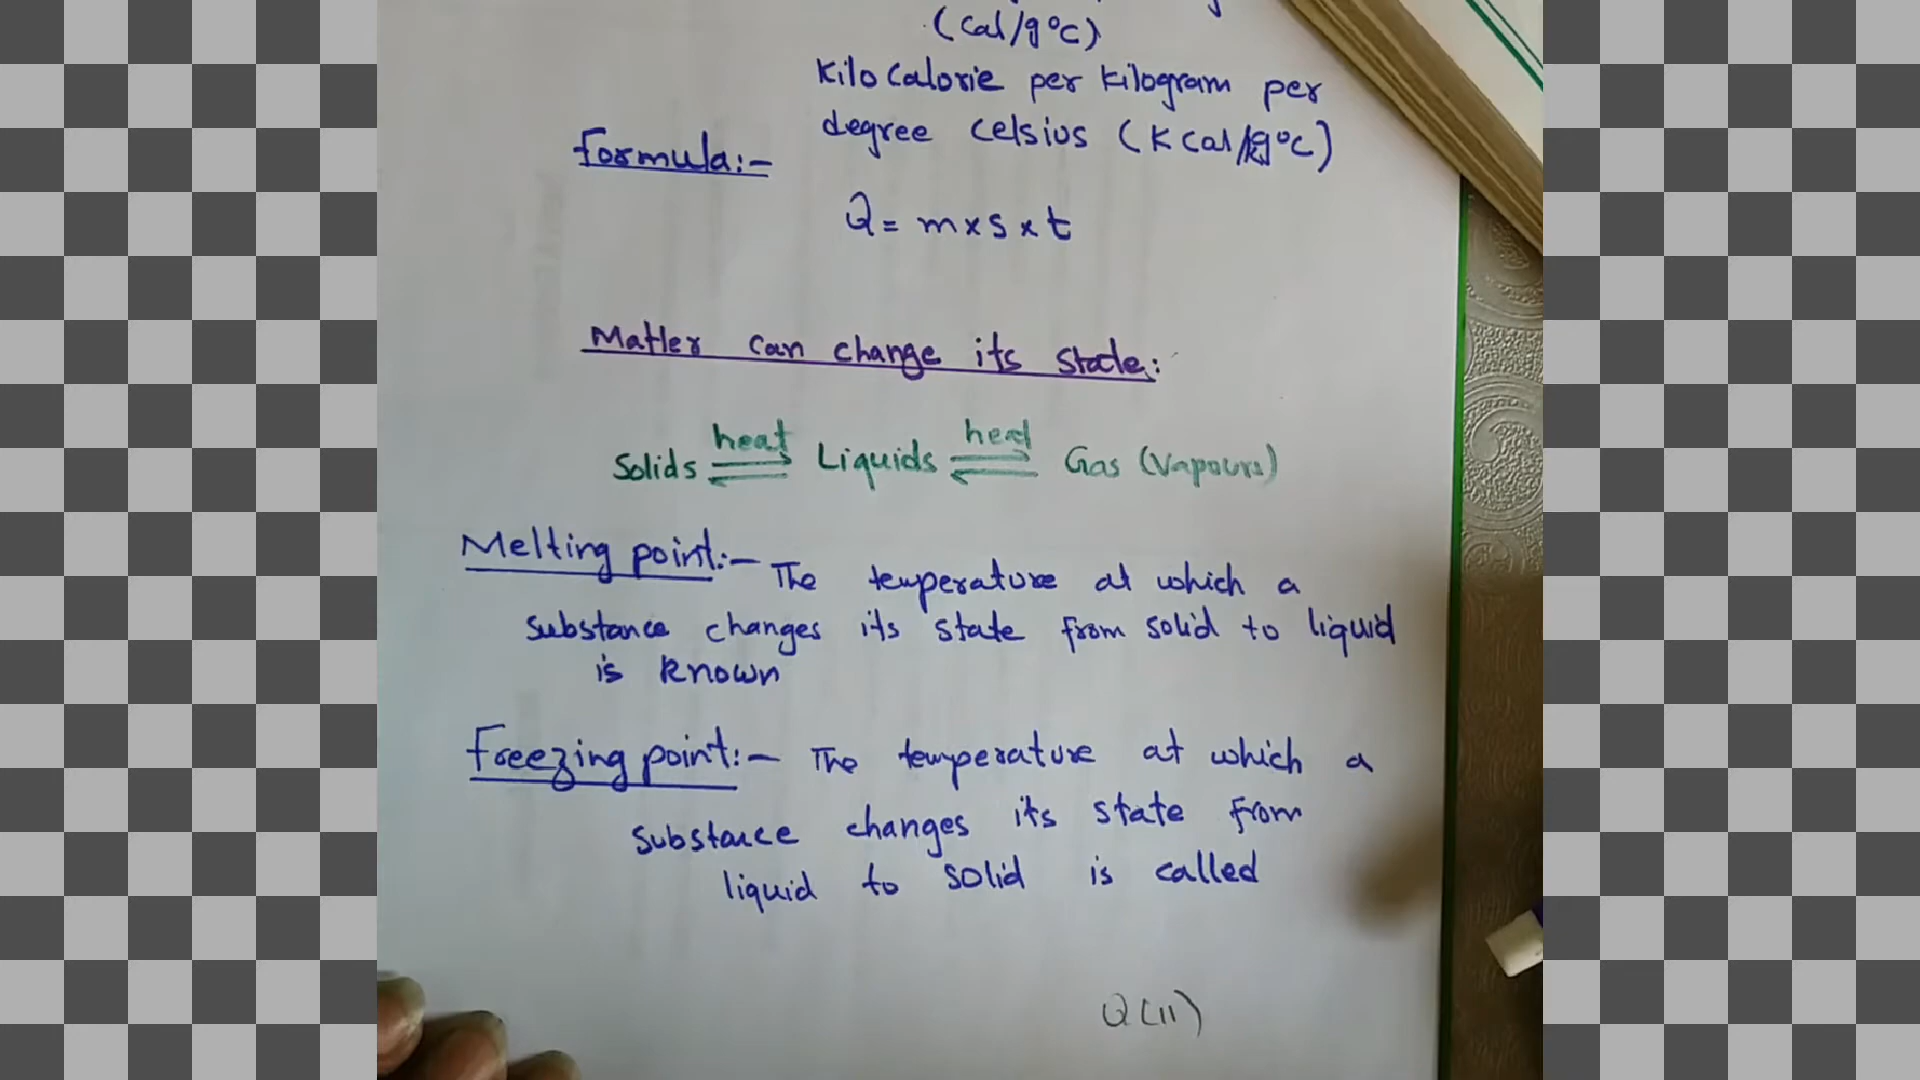 (Cal/g°c)
Kilo Calorie per kilogram per
degree celsius (K Cal/kg°c)
Formula:-
Q = m×s×t
Matter can change its state:
Solids heat Liquids heat Gas (Vapours)
Melting point:- The temperature at which a
substance changes its state from solid to liquid
is known
Freezing point:- The temperature at which a
substance changes its state from
liquid to solid is called
Q(11)